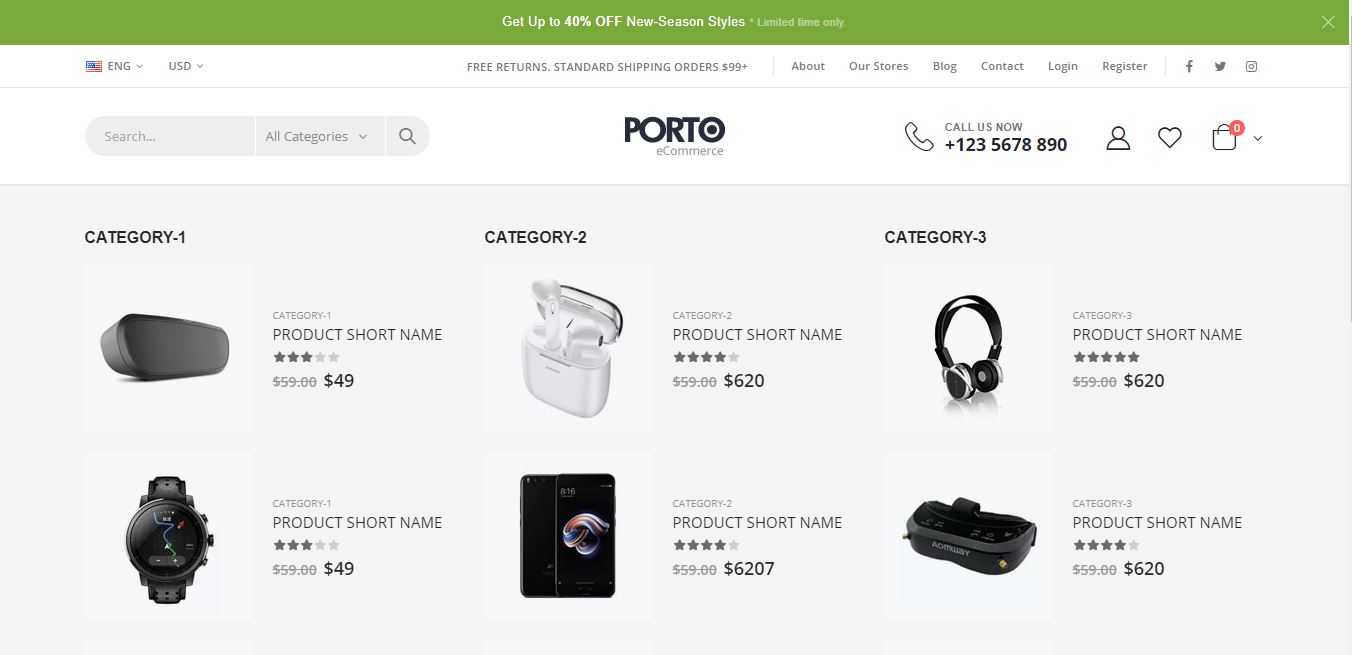 Get Up to 40% OFF New-Season Styles * Limited time only.
ENG USD FREE RETURNS. STANDARD SHIPPING ORDERS $99+ About Our Stores Blog Contact Login Register
Search... All Categories
PORTO
eCommerce
CALL US NOW
+123 5678 890
0
CATEGORY-1
CATEGORY-2
CATEGORY-3
CATEGORY-1
PRODUCT SHORT NAME
$59.00 $49
CATEGORY-2
PRODUCT SHORT NAME
$59.00 $620
CATEGORY-3
PRODUCT SHORT NAME
$59.00 $620
CATEGORY-1
PRODUCT SHORT NAME
$59.00 $49
8:16
CATEGORY-2
PRODUCT SHORT NAME
$59.00 $6207
AOMWAY
CATEGORY-3
PRODUCT SHORT NAME
$59.00 $620